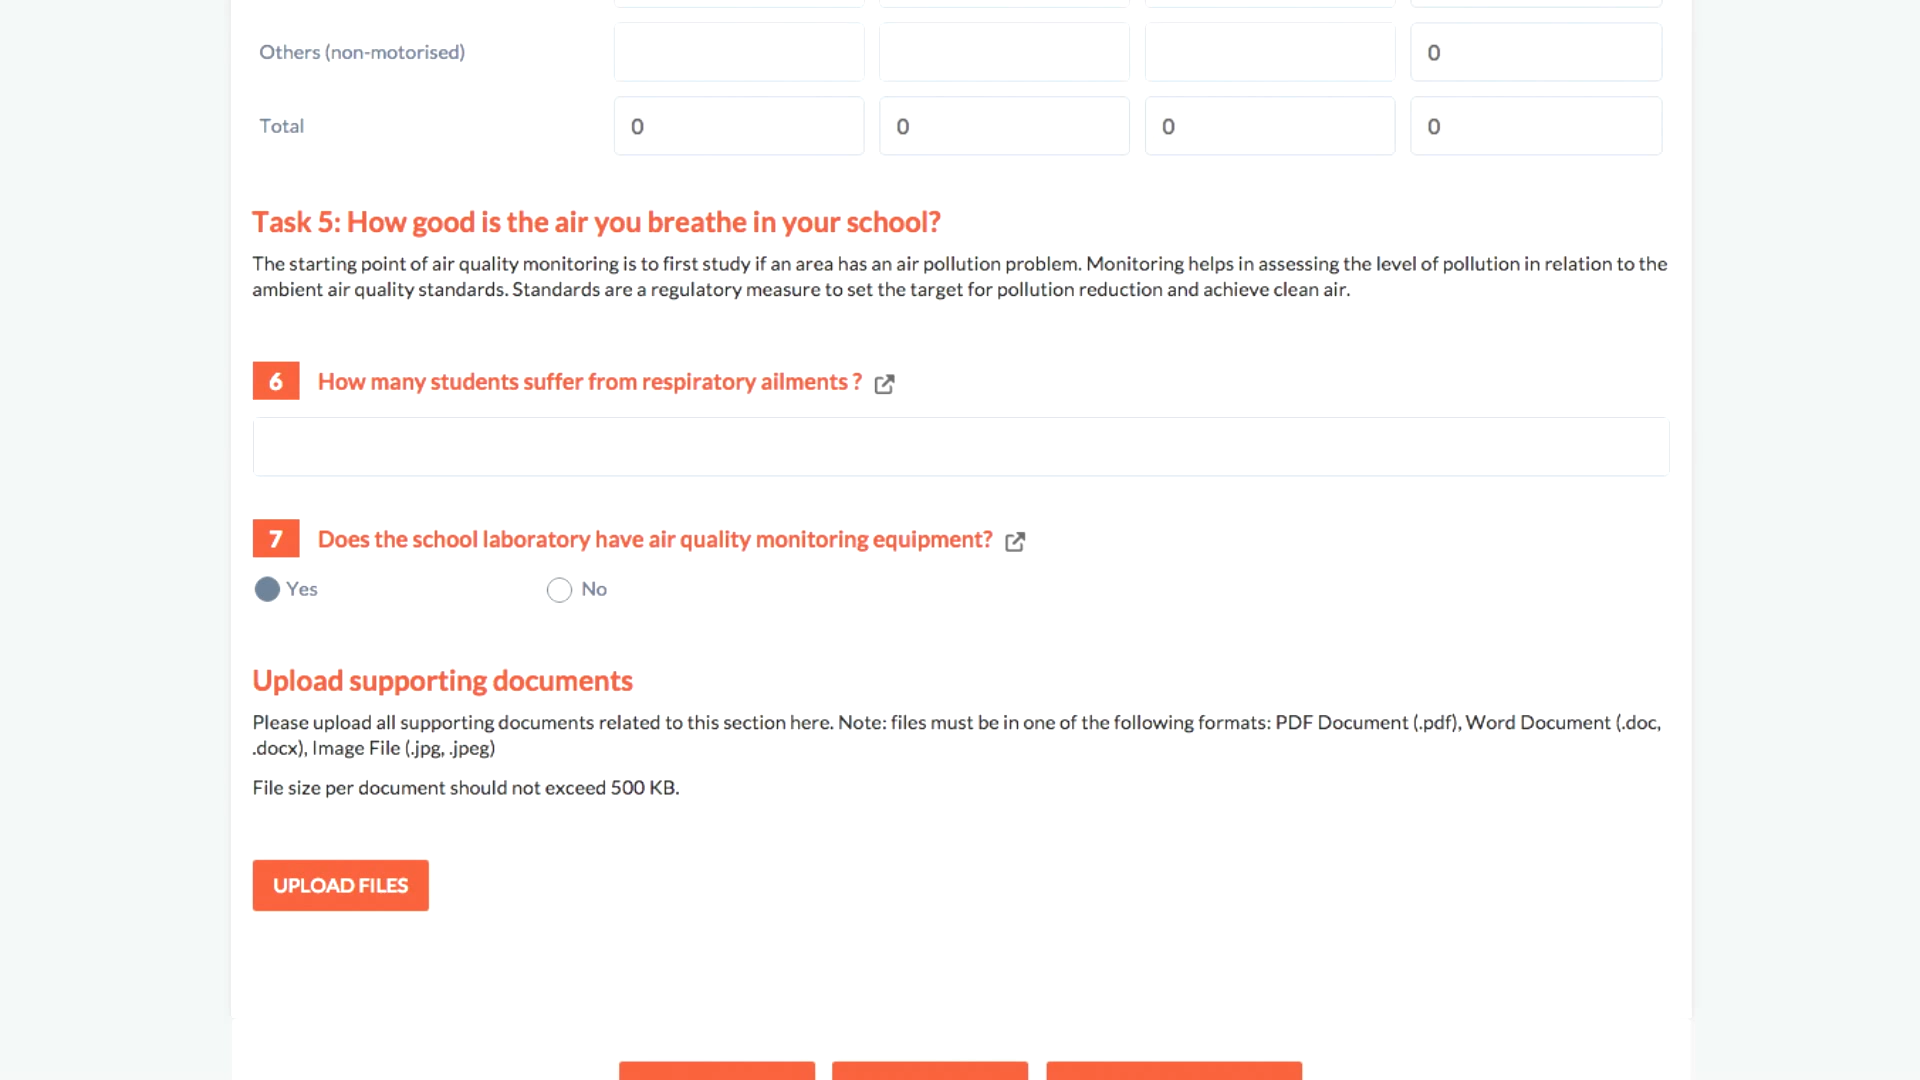 Others (non-motorised) 0
Total 0 0 0 0
Task 5: How good is the air you breathe in your school?
The starting point of air quality monitoring is to first study if an area has an air pollution problem. Monitoring helps in assessing the level of pollution in relation to the
ambient air quality standards. Standards are a regulatory measure to set the target for pollution reduction and achieve clean air.
6 How many students suffer from respiratory ailments ?
7 Does the school laboratory have air quality monitoring equipment?
Yes No
Upload supporting documents
Please upload all supporting documents related to this section here. Note: files must be in one of the following formats: PDF Document (.pdf), Word Document (.doc,
.docx), Image File (.jpg, .jpeg)
File size per document should not exceed 500 KB.
UPLOAD FILES